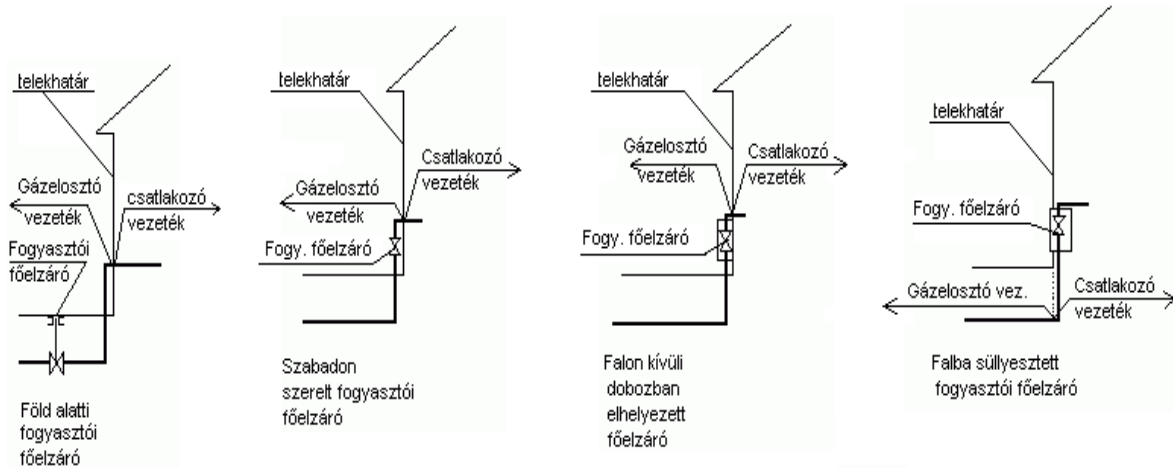 telekhatár
Gázelosztó
vezeték
csatlakozó
vezeték
Fogyasztói
főelzáró
Föld alatti
fogyasztói
főelzáró
telekhatár
Csatlakozó
vezeték
Gázelosztó
vezeték
Fogy. főelzáró
Szabadon
szerelt fogyasztói
főelzáró
telekhatár
Gázelosztó
vezeték
Csatlakozó
vezeték
Fogy. főelzáró
Falon kívüli
dobozban
elhelyezett
főelzáró
telekhatár
Fogy. főelzáró
Gázelosztó vez.
Csatlakozó
vezeték
Falba süllyesztett
fogyasztói főelzáró